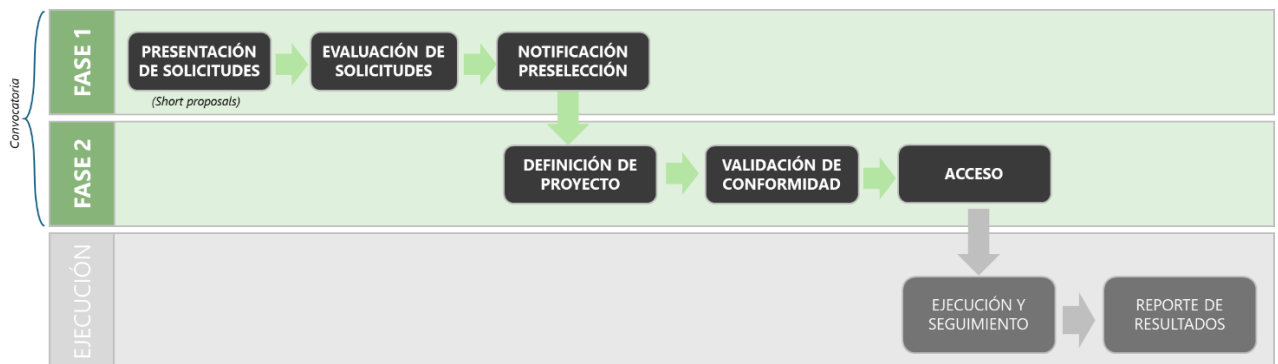 Convocatoria
FASE 1
PRESENTACIÓN
DE SOLICITUDES
(Short proposals)
EVALUACIÓN DE
SOLICITUDES
NOTIFICACIÓN
PRESELECCIÓN
FASE 2
DEFINICIÓN DE
PROYECTO
VALIDACIÓN DE
CONFORMIDAD
ACCESO
EJECUCIÓN
EJECUCIÓN Y
SEGUIMIENTO
REPORTE DE
RESULTADOS